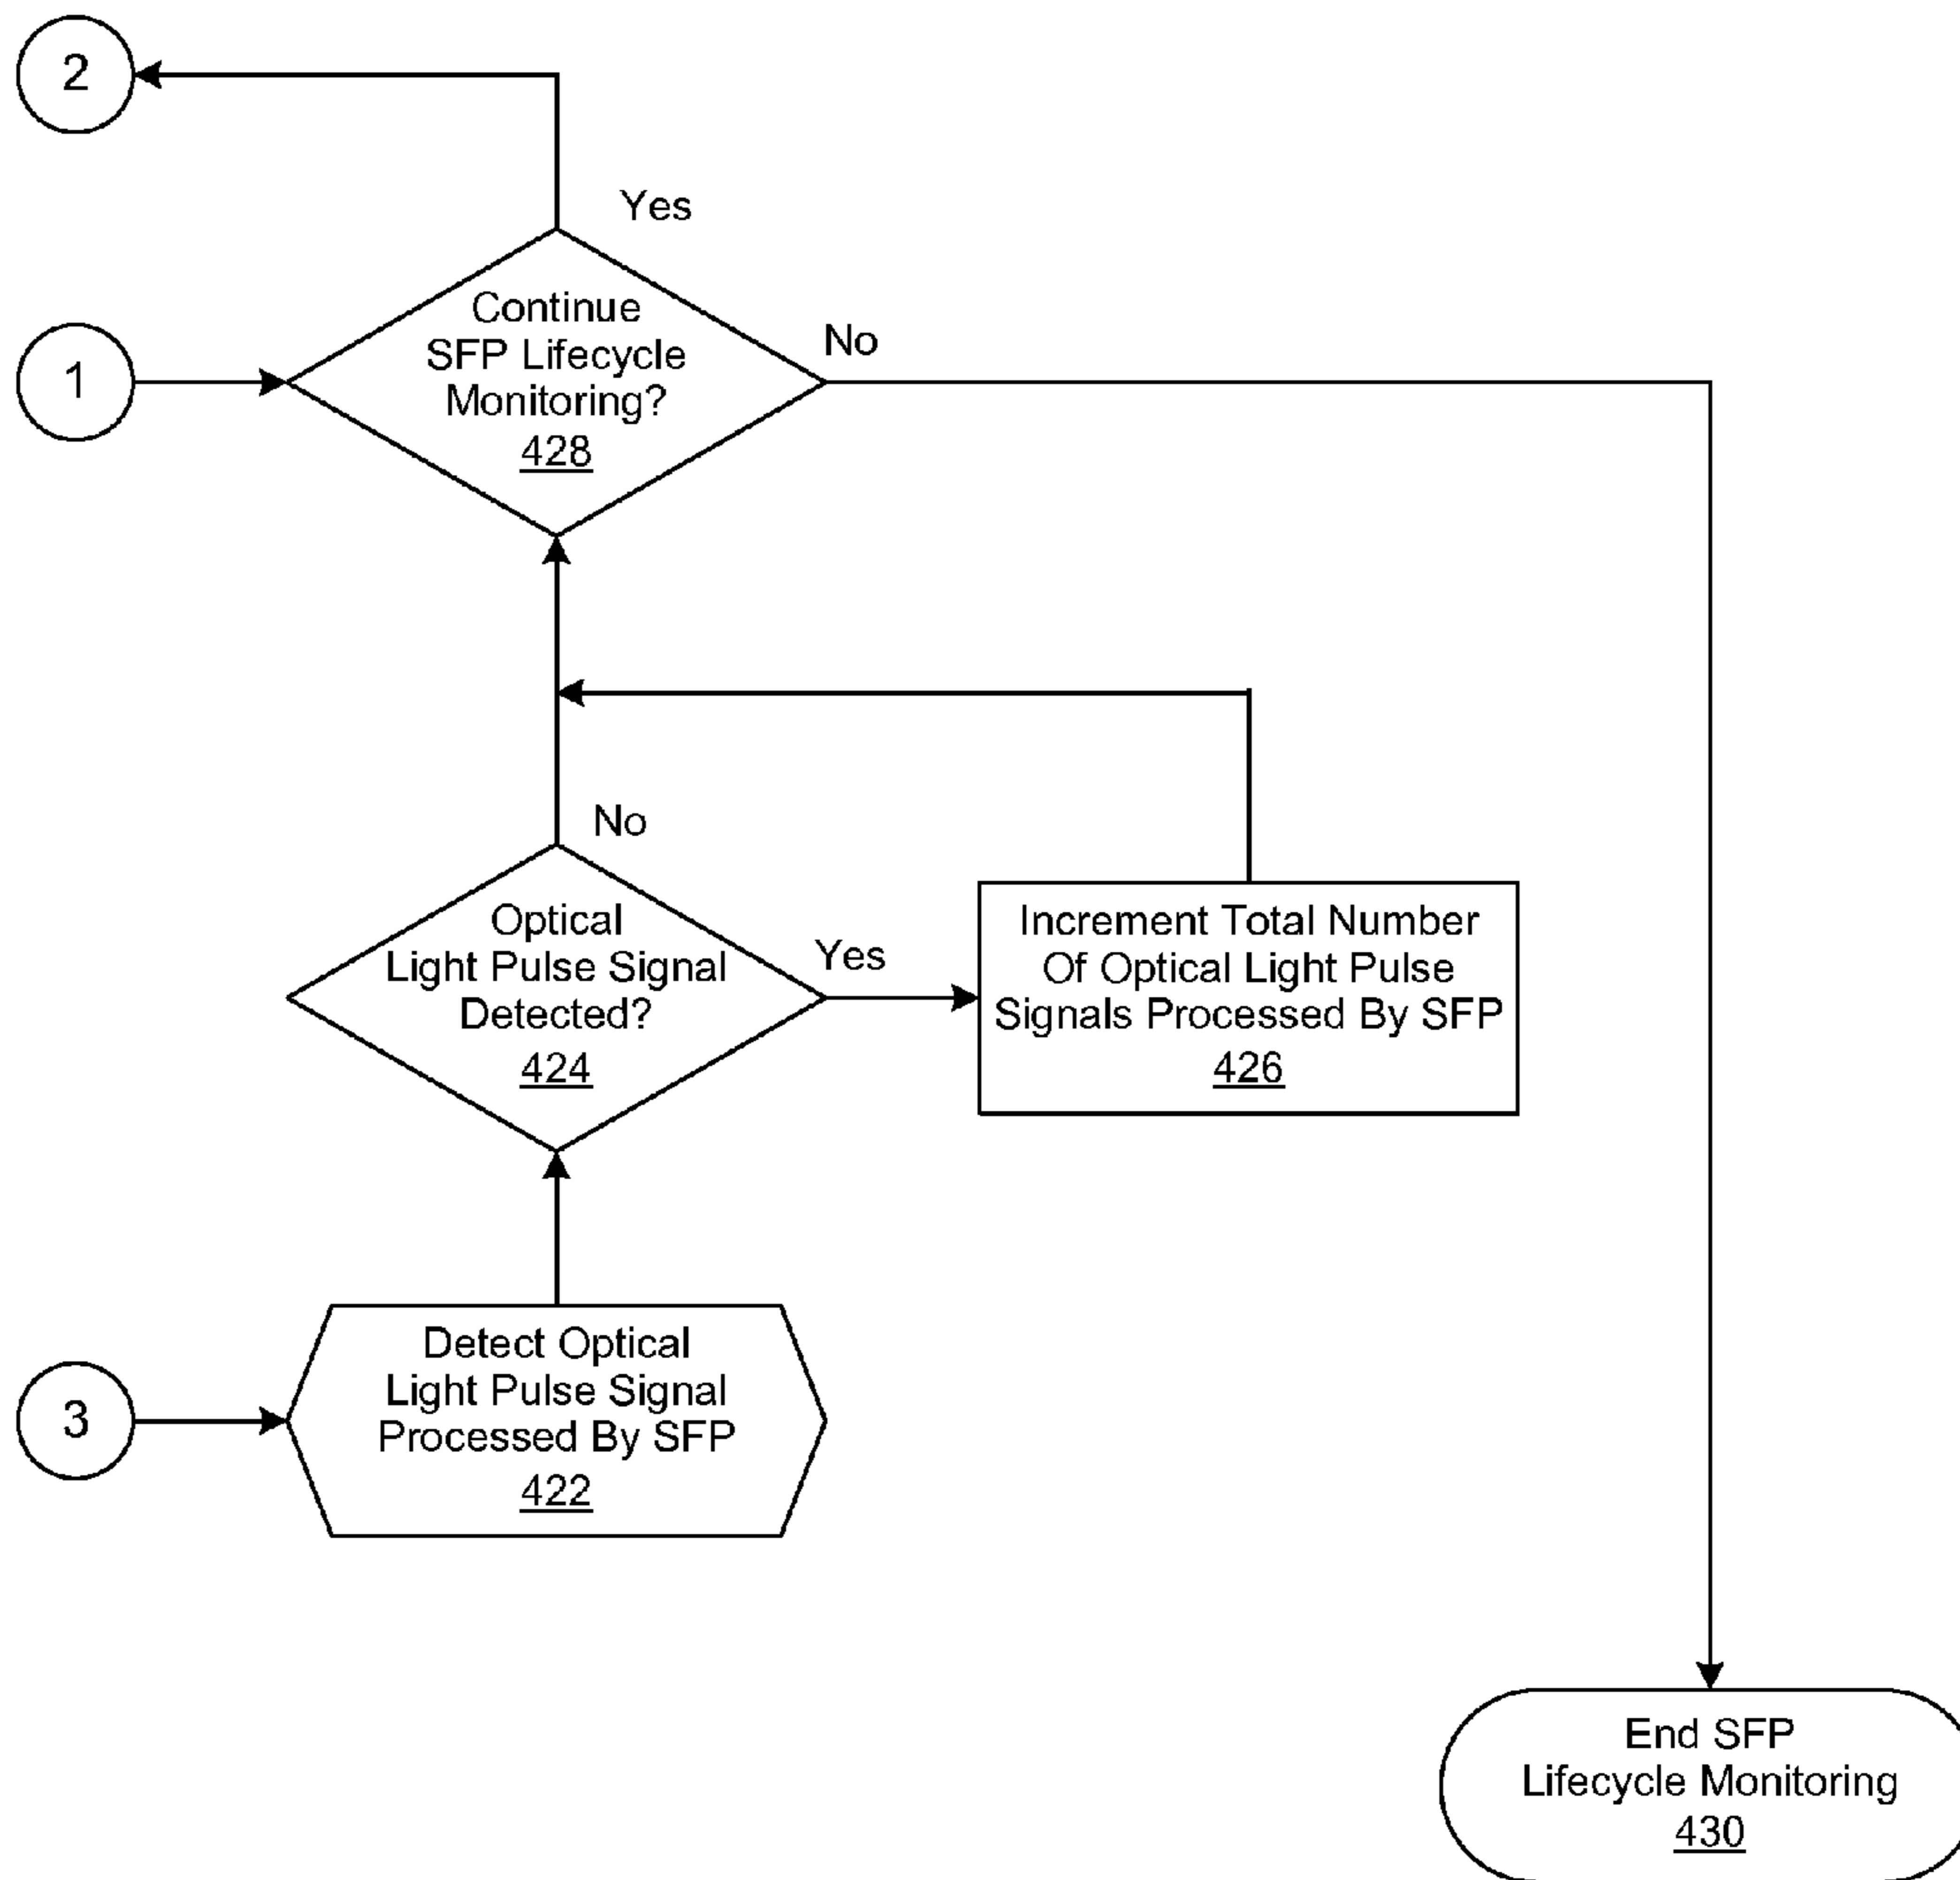 2
Yes
1
Continue
SFP Lifecycle
Monitoring?
428
No
No
Optical
Light Pulse Signal
Detected?
424
Yes
Increment Total Number
Of Optical Light Pulse
Signals Processed By SFP
426
3
Detect Optical
Light Pulse Signal
Processed By SFP
422
End SFP
Lifecycle Monitoring
430